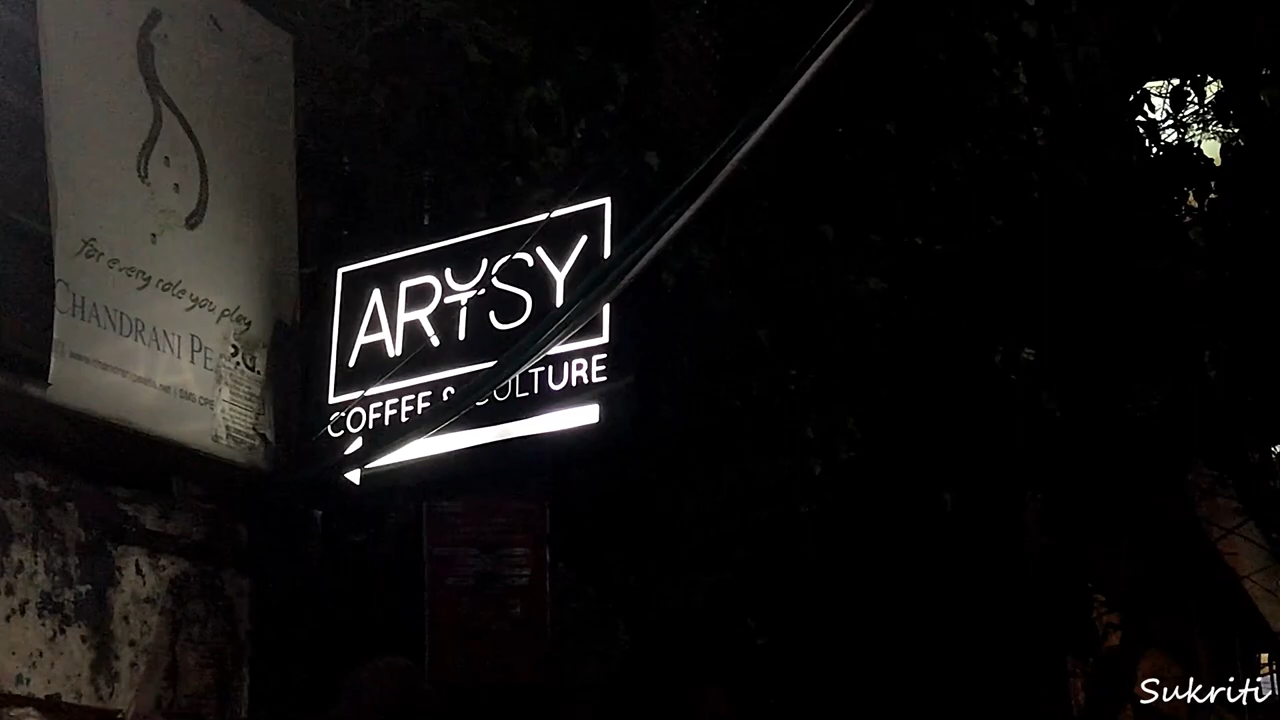 for every role you play
CHANDRANI PE
P.G.
ARTSY
COFFEE & CULTURE
Sukriti